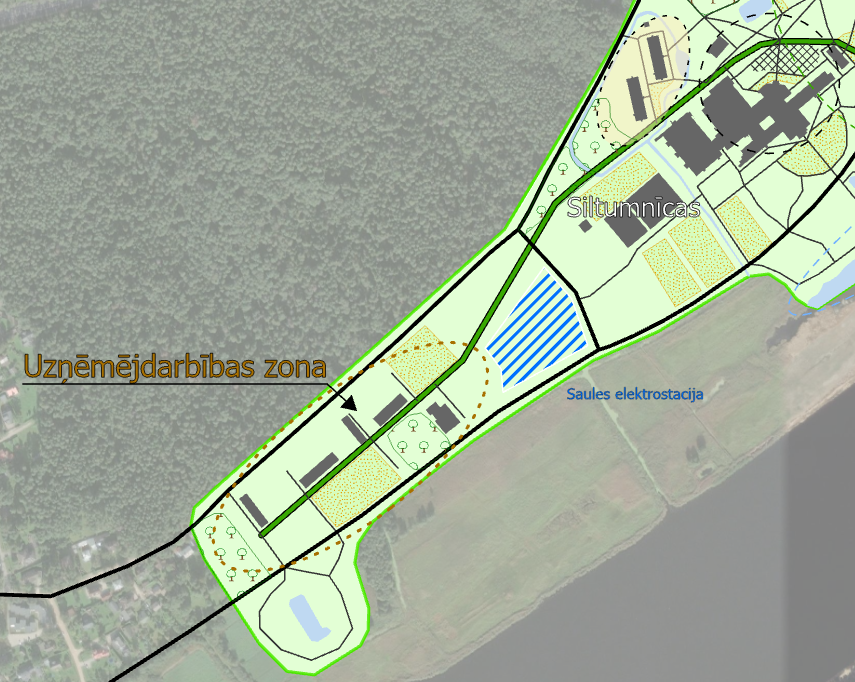 Siltumnīcas
Uzņēmējdarbības zona
Saules elektrostacija